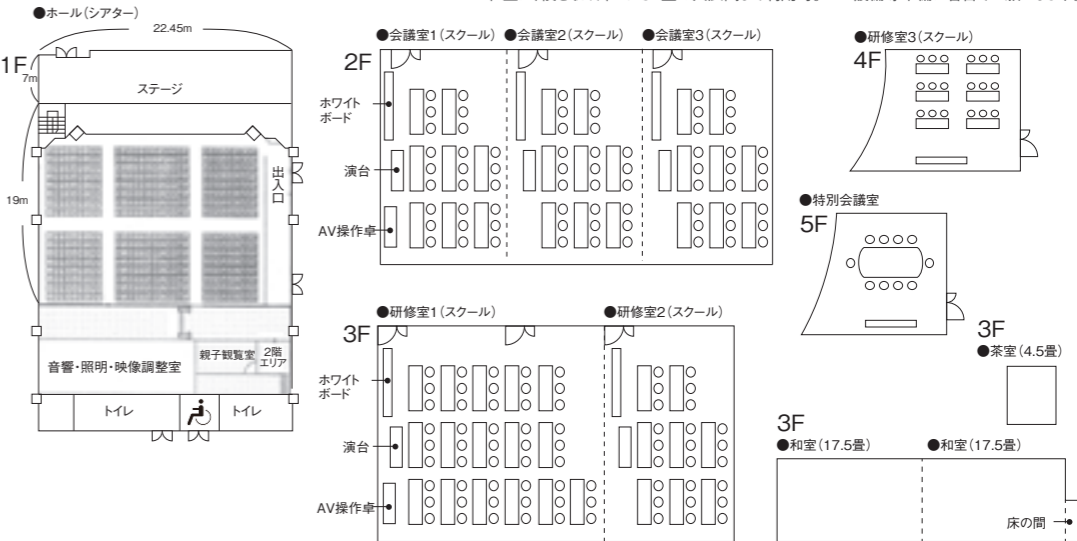 ●ホール(シアター)
22.45m
1F
7m
ステージ
19m
出入口
音響・照明・映像調整室
親子観覧室
2階
エリア
トイレ
トイレ
●会議室1(スクール)
●会議室2(スクール)
●会議室3(スクール)
2F
ホワイト
ボード
演台
AV操作卓
●研修室1(スクール)
●研修室2(スクール)
3F
ホワイト
ボード
演台
AV操作卓
●研修室3(スクール)
4F
●特別会議室
5F
3F
●茶室(4.5畳)
3F
●和室(17.5畳)
●和室(17.5畳)
床の間